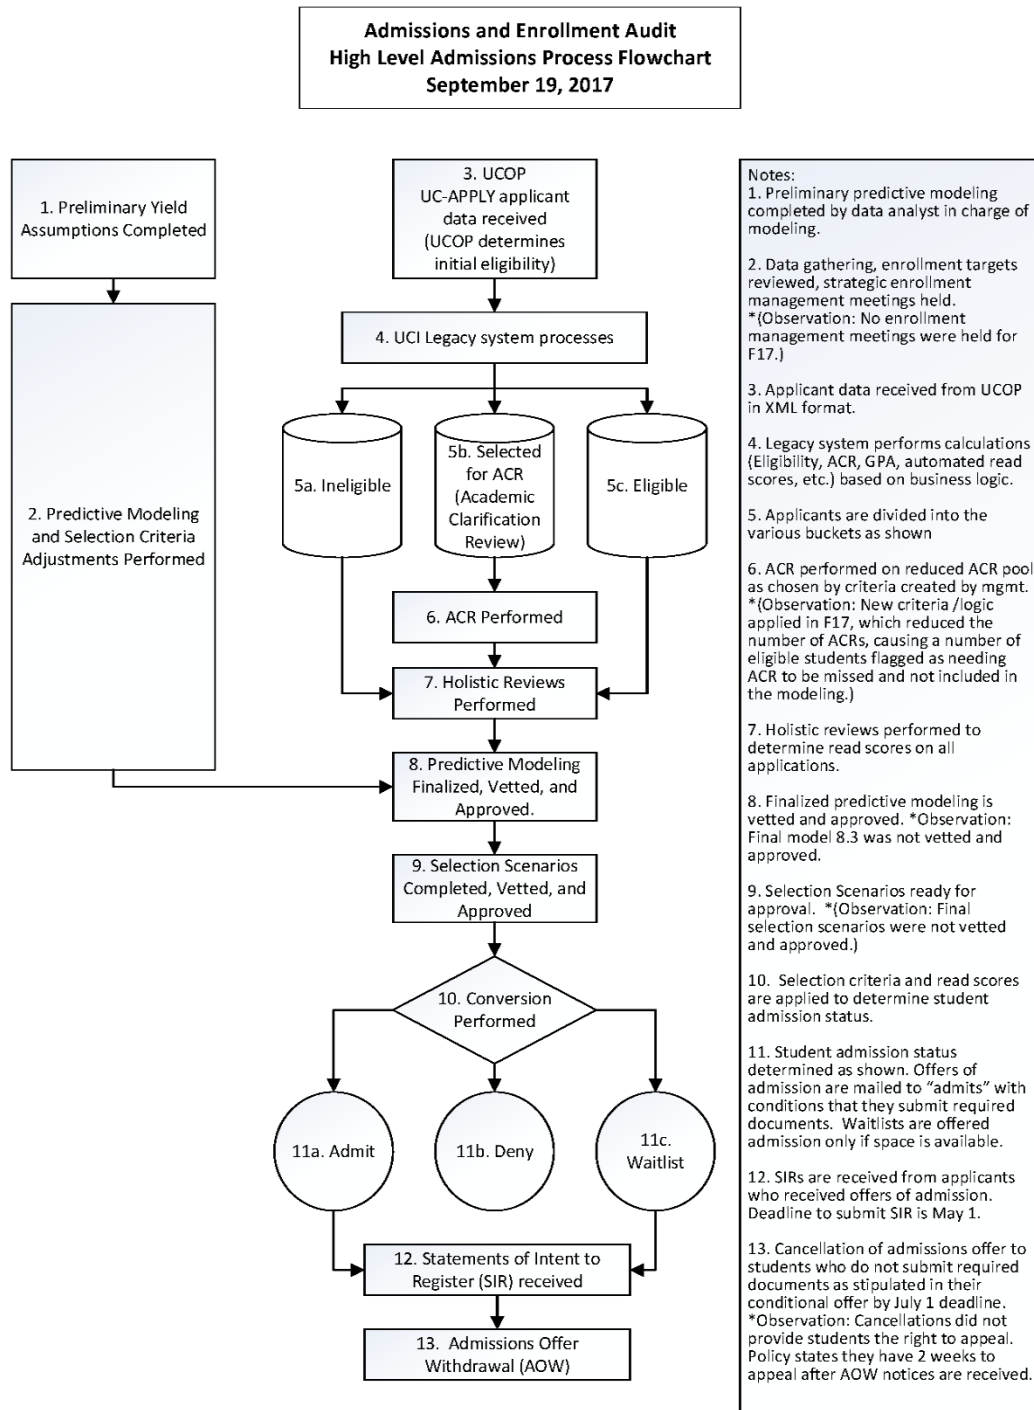 Admissions and Enrollment Audit
High Level Admissions Process Flowchart
September 19, 2017
1. Preliminary Yield
Assumptions Completed
2. Predictive Modeling
and Selection Criteria
Adjustments Performed
3. UCOP
UC-APPLY applicant
data received
(UCOP determines
initial eligibility)
4. UCI Legacy system processes
5a. Ineligible
5b. Selected
for ACR
(Academic
Clarification
Review)
5c. Eligible
6. ACR Performed
7. Holistic Reviews
Performed
8. Predictive Modeling
Finalized, Vetted, and
Approved.
9. Selection Scenarios
Completed, Vetted, and
Approved
10. Conversion
Performed
11a. Admit
11b. Deny
11c.
Waitlist
12. Statements of Intent to
Register (SIR) received
13. Admissions Offer
Withdrawal (AOW)
Notes:
1. Preliminary predictive modeling
completed by data analyst in charge of
modeling.
2. Data gathering, enrollment targets
reviewed, strategic enrollment
management meetings held.
*(Observation: No enrollment
management meetings were held for
F17.)
3. Applicant data received from UCOP
in XML format.
4. Legacy system performs calculations
(Eligibility, ACR, GPA, automated read
scores, etc.) based on business logic.
5. Applicants are divided into the
various buckets as shown
6. ACR performed on reduced ACR pool
as chosen by criteria created by mgmt.
*(Observation: New criteria /logic
applied in F17, which reduced the
number of ACRs, causing a number of
eligible students flagged as needing
ACR to be missed and not included in
the modeling.)
7. Holistic reviews performed to
determine read scores on all
applications.
8. Finalized predictive modeling is
vetted and approved. *Observation:
Final model 8.3 was not vetted and
approved.
9. Selection Scenarios ready for
approval.  *(Observation: Final
selection scenarios were not vetted
and approved.)
10.  Selection criteria and read scores
are applied to determine student
admission status.
11. Student admission status
determined as shown. Offers of
admission are mailed to “admits” with
conditions that they submit required
documents.  Waitlists are offered
admission only if space is available.
12. SIRs are received from applicants
who received offers of admission.
Deadline to submit SIR is May 1.
13. Cancellation of admissions offer to
students who do not submit required
documents as stipulated in their
conditional offer by July 1 deadline.
*Observation: Cancellations did not
provide students the right to appeal.
Policy states they have 2 weeks to
appeal after AOW notices are received.